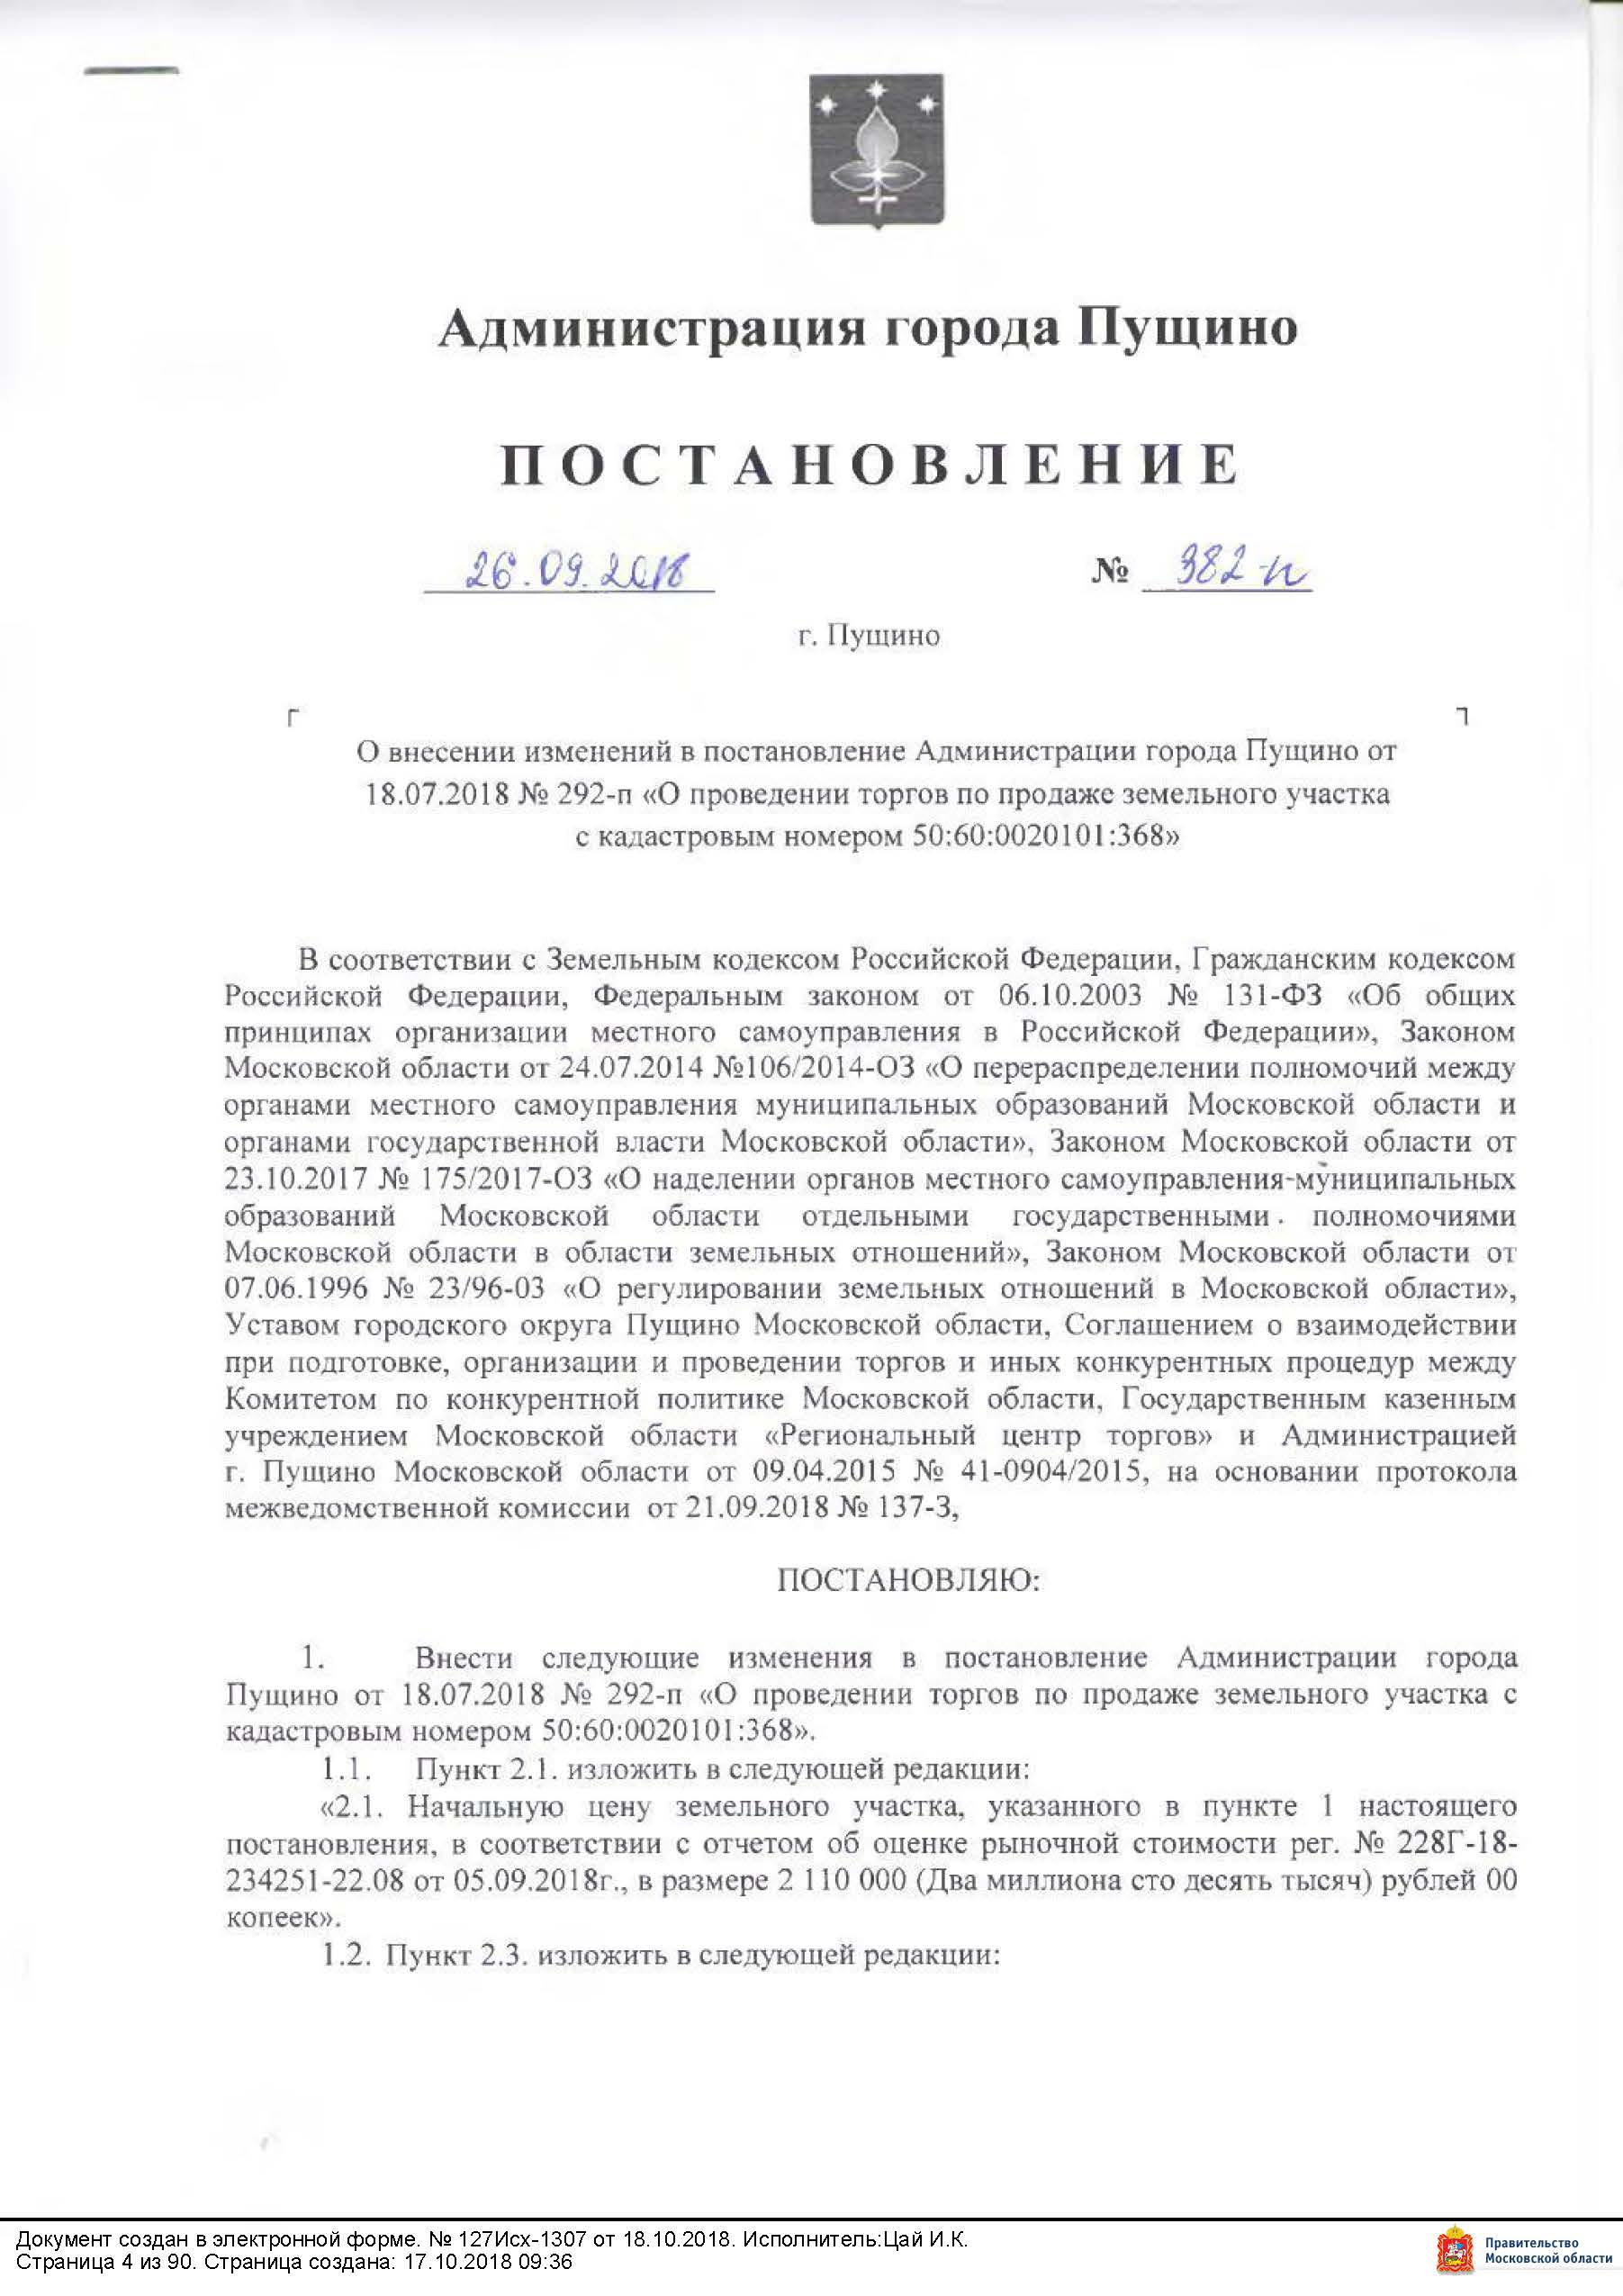 Администрация города Пущино
ПОСТАНОВЛЕНИЕ
26.09.2018 № 382-п
г. Пущино
О внесении изменений в постановление Администрации города Пущино от
18.07.2018 № 292-п «О проведении торгов по продаже земельного участка
с кадастровым номером 50:60:0020101:368»
В соответствии с Земельным кодексом Российской Федерации, Гражданским кодексом
Российской Федерации, Федеральным законом от 06.10.2003 № 131-ФЗ «Об общих
принципах организации местного самоуправления в Российской Федерации», Законом
Московской области от 24.07.2014 №106/2014-ОЗ «О перераспределении полномочий между
органами местного самоуправления муниципальных образований Московской области и
органами государственной власти Московской области», Законом Московской области от
23.10.2017 № 175/2017-ОЗ «О наделении органов местного самоуправления-муниципальных
образований Московской области отдельными государственными полномочиями
Московской области в области земельных отношений», Законом Московской области от
07.06.1996 № 23/96-03 «О регулировании земельных отношений в Московской области»,
Уставом городского округа Пущино Московской области, Соглашением о взаимодействии
при подготовке, организации и проведении торгов и иных конкурентных процедур между
Комитетом по конкурентной политике Московской области, Государственным казенным
учреждением Московской области «Региональный центр торгов» и Администрацией
г. Пущино Московской области от 09.04.2015 № 41-0904/2015, на основании протокола
межведомственной комиссии от 21.09.2018 № 137-З,
ПОСТАНОВЛЯЮ:
1. Внести следующие изменения в постановление Администрации города
Пущино от 18.07.2018 № 292-п «О проведении торгов по продаже земельного участка с
кадастровым номером 50:60:0020101:368».
1.1. Пункт 2.1. изложить в следующей редакции:
«2.1. Начальную цену земельного участка, указанного в пункте 1 настоящего
постановления, в соответствии с отчетом об оценке рыночной стоимости рег. № 228Г-18-
234251-22.08 от 05.09.2018г., в размере 2 110 000 (Два миллиона сто десять тысяч) рублей 00
копеек».
1.2. Пункт 2.3. изложить в следующей редакции:
Документ создан в электронной форме. № 127Исх-1307 от 18.10.2018. Исполнитель:Цай И.К.
Страница 4 из 90. Страница создана: 17.10.2018 09:36
Правительство
Московской области